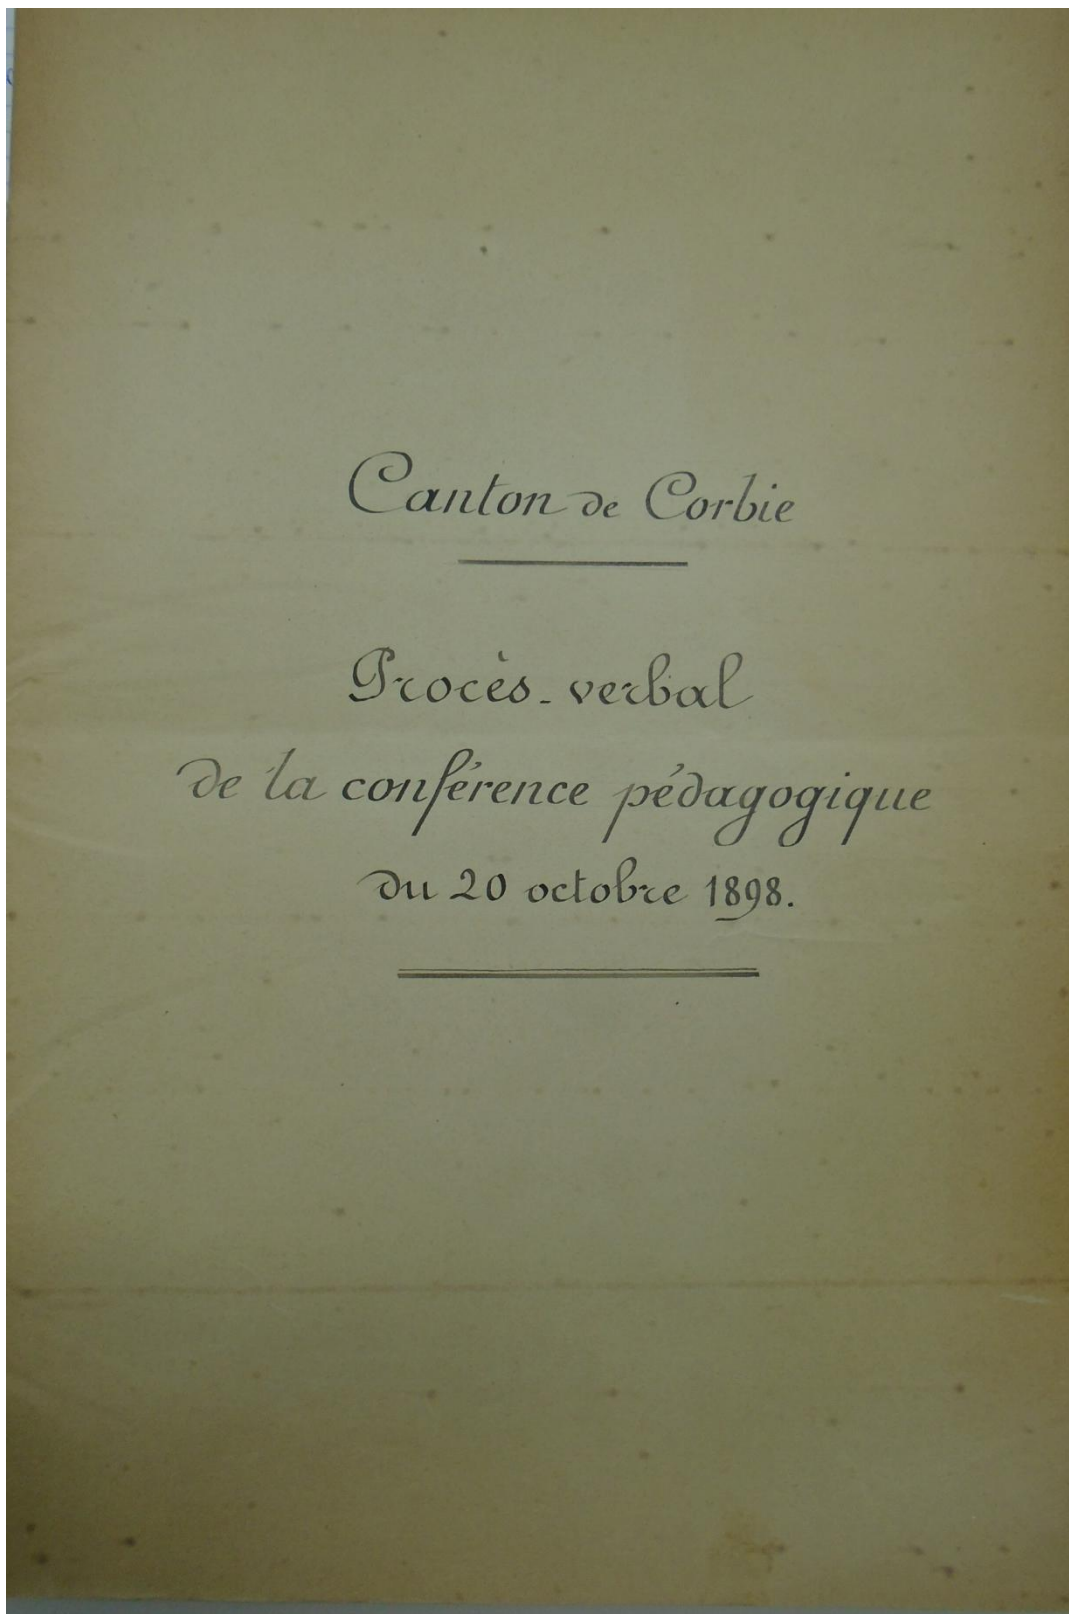 Canton de Corbie
Procès-verbal
de la conférence pédagogique
du 20 octobre 1898.